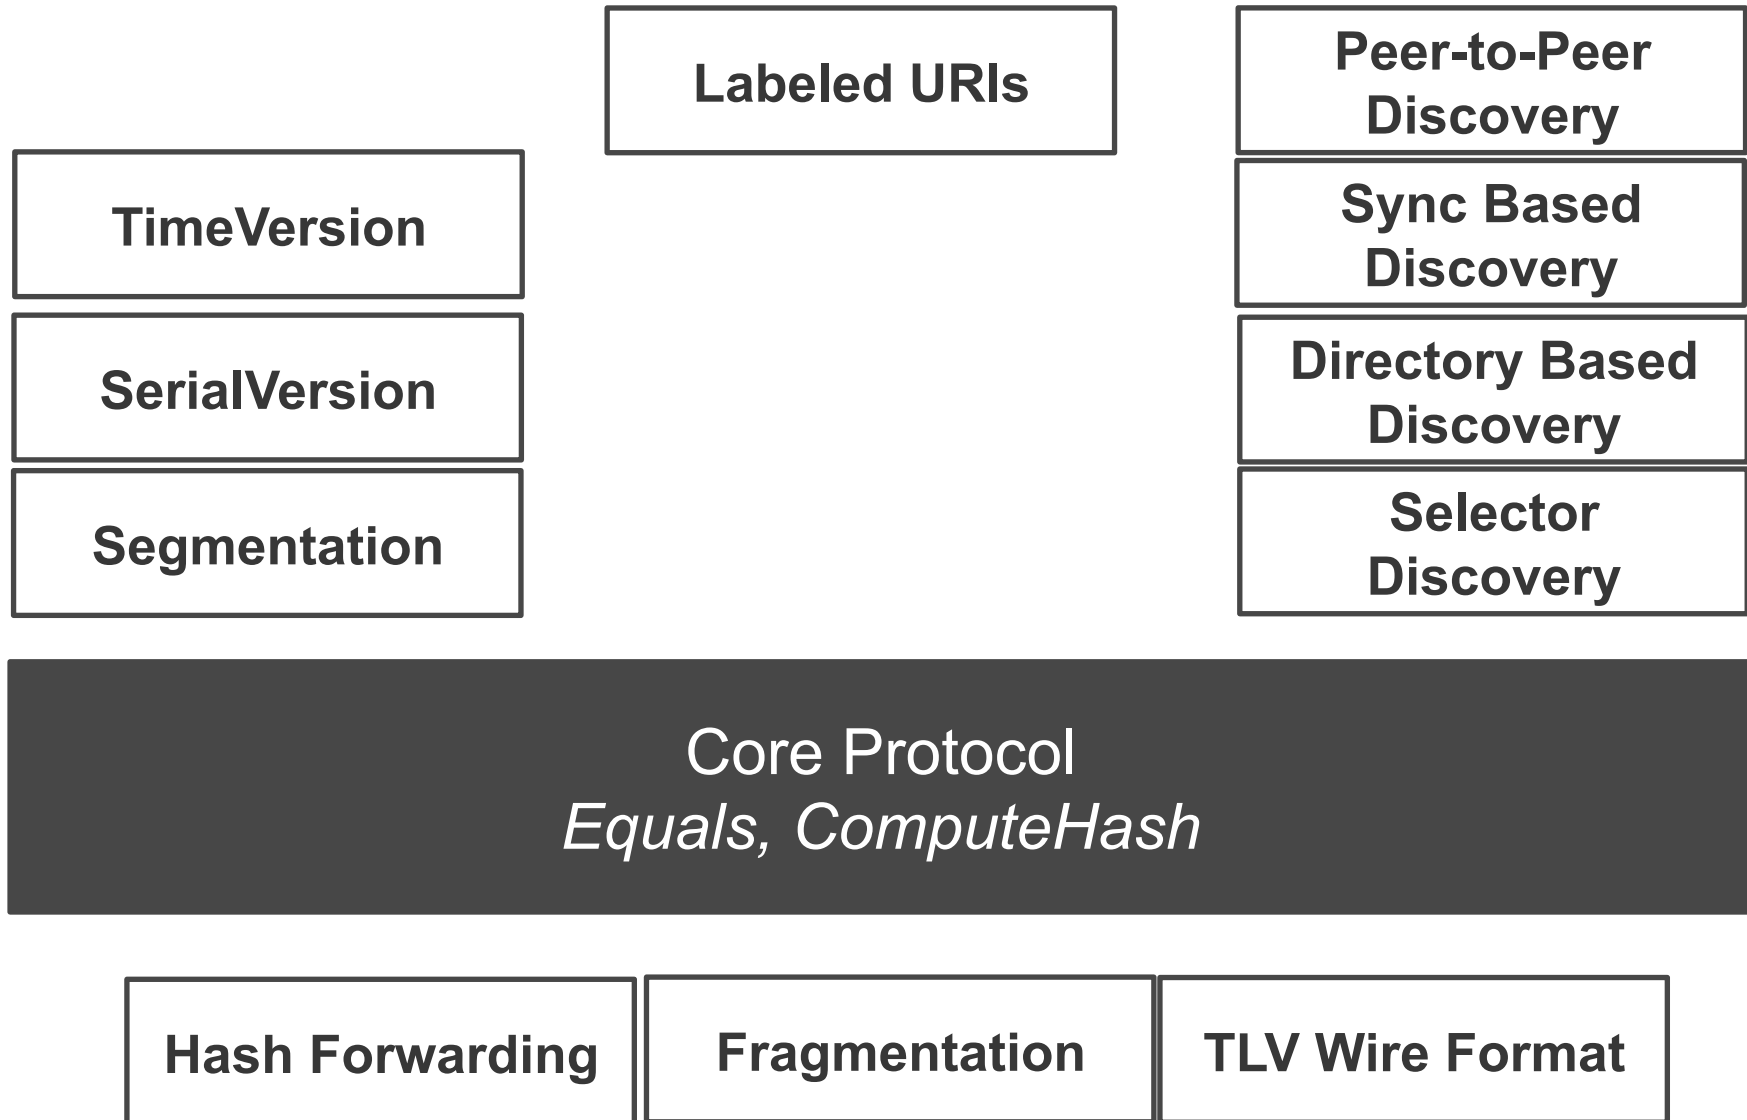 Labeled URIs
Peer-to-Peer
Discovery
TimeVersion
Sync Based
Discovery
SerialVersion
Directory Based
Discovery
Segmentation
Selector
Discovery
Core Protocol
Equals, ComputeHash
Hash Forwarding
Fragmentation
TLV Wire Format